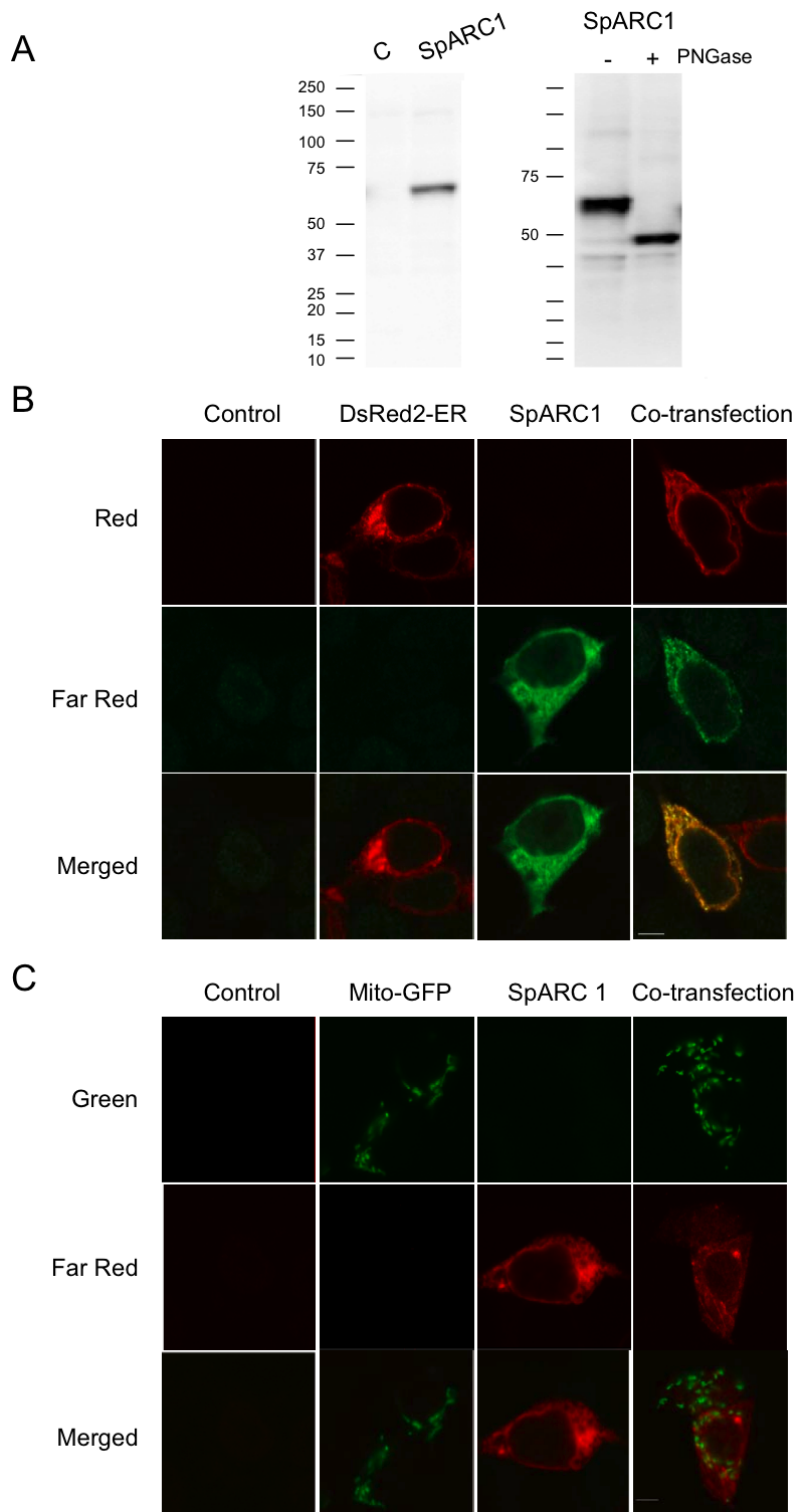 A
C SpARC1
250
150
100
75
50
37
25
20
15
10
SpARC1
- + PNGase
75
50
B
Control DsRed2-ER SpARC1 Co-transfection
Red
Far Red
Merged
C
Control Mito-GFP SpARC 1 Co-transfection
Green
Far Red
Merged